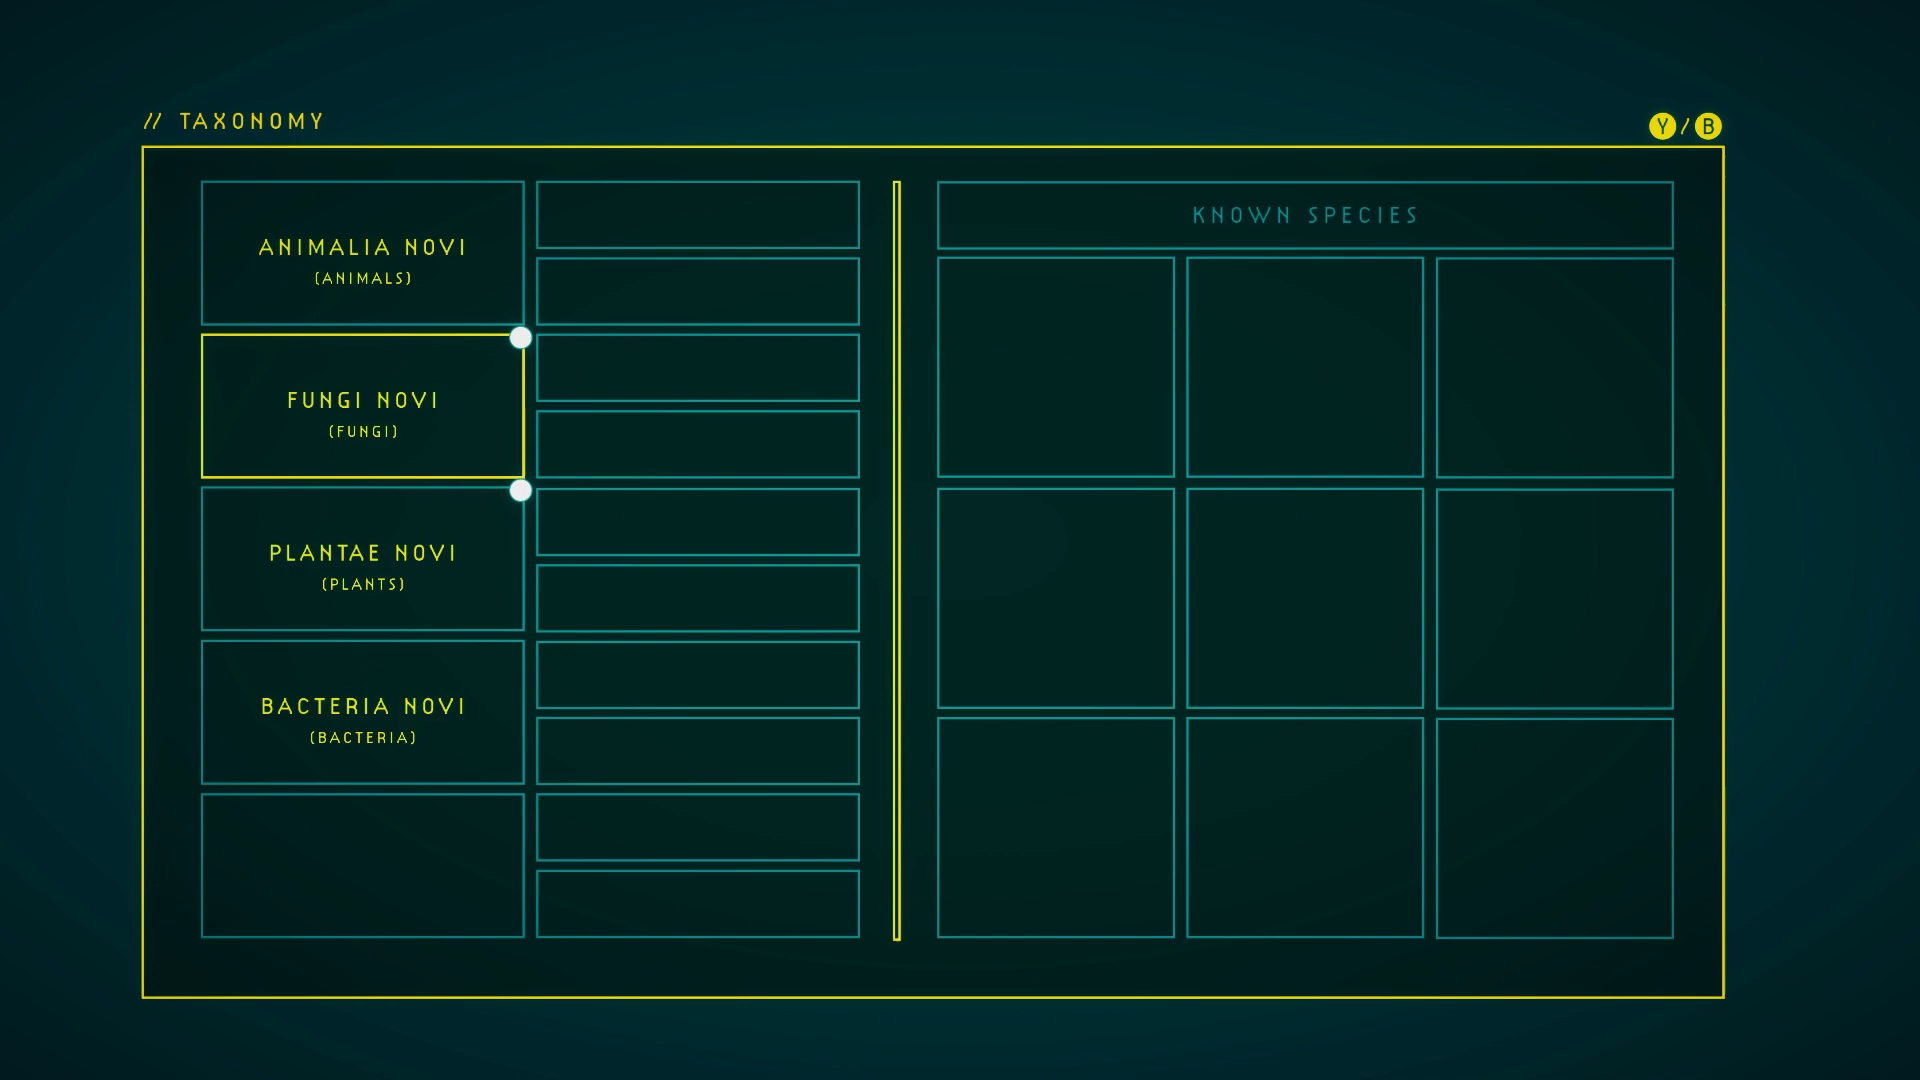 // TAXONOMY
Y / B
ANIMALIA NOVI
(ANIMALS)
FUNGI NOVI
(FUNGI)
PLANTAE NOVI
(PLANTS)
BACTERIA NOVI
(BACTERIA)
KNOWN SPECIES